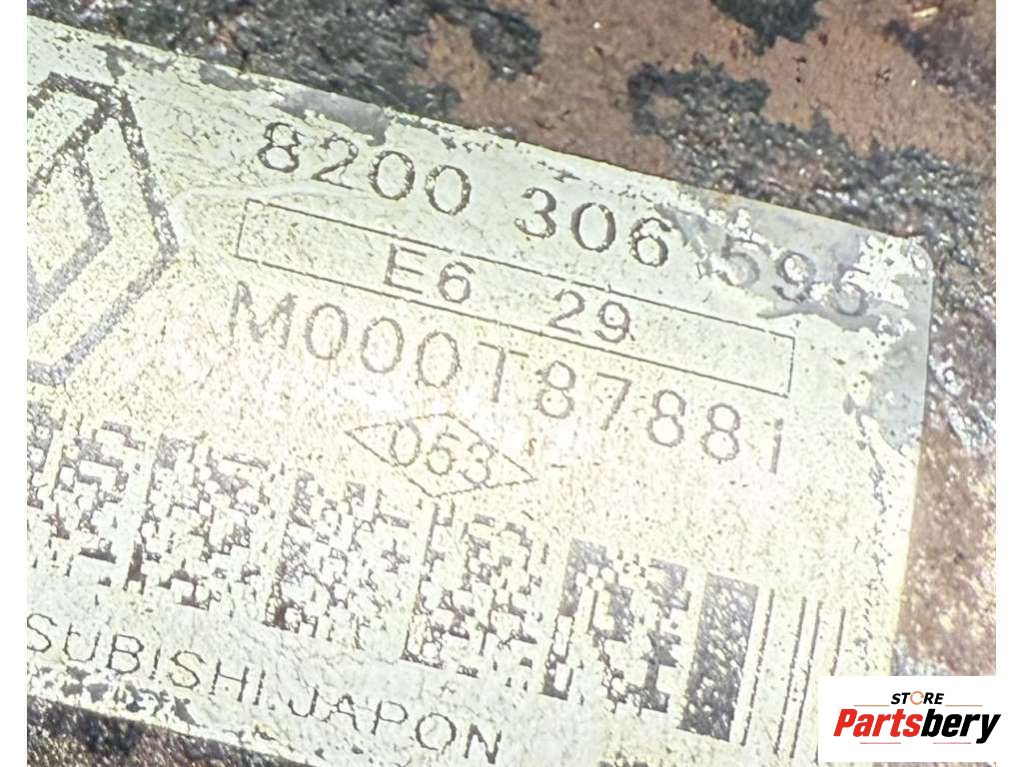 8200 306 595
E6 29
M000T87881
053
SUBISHI JAPON
STORE
Partsbery